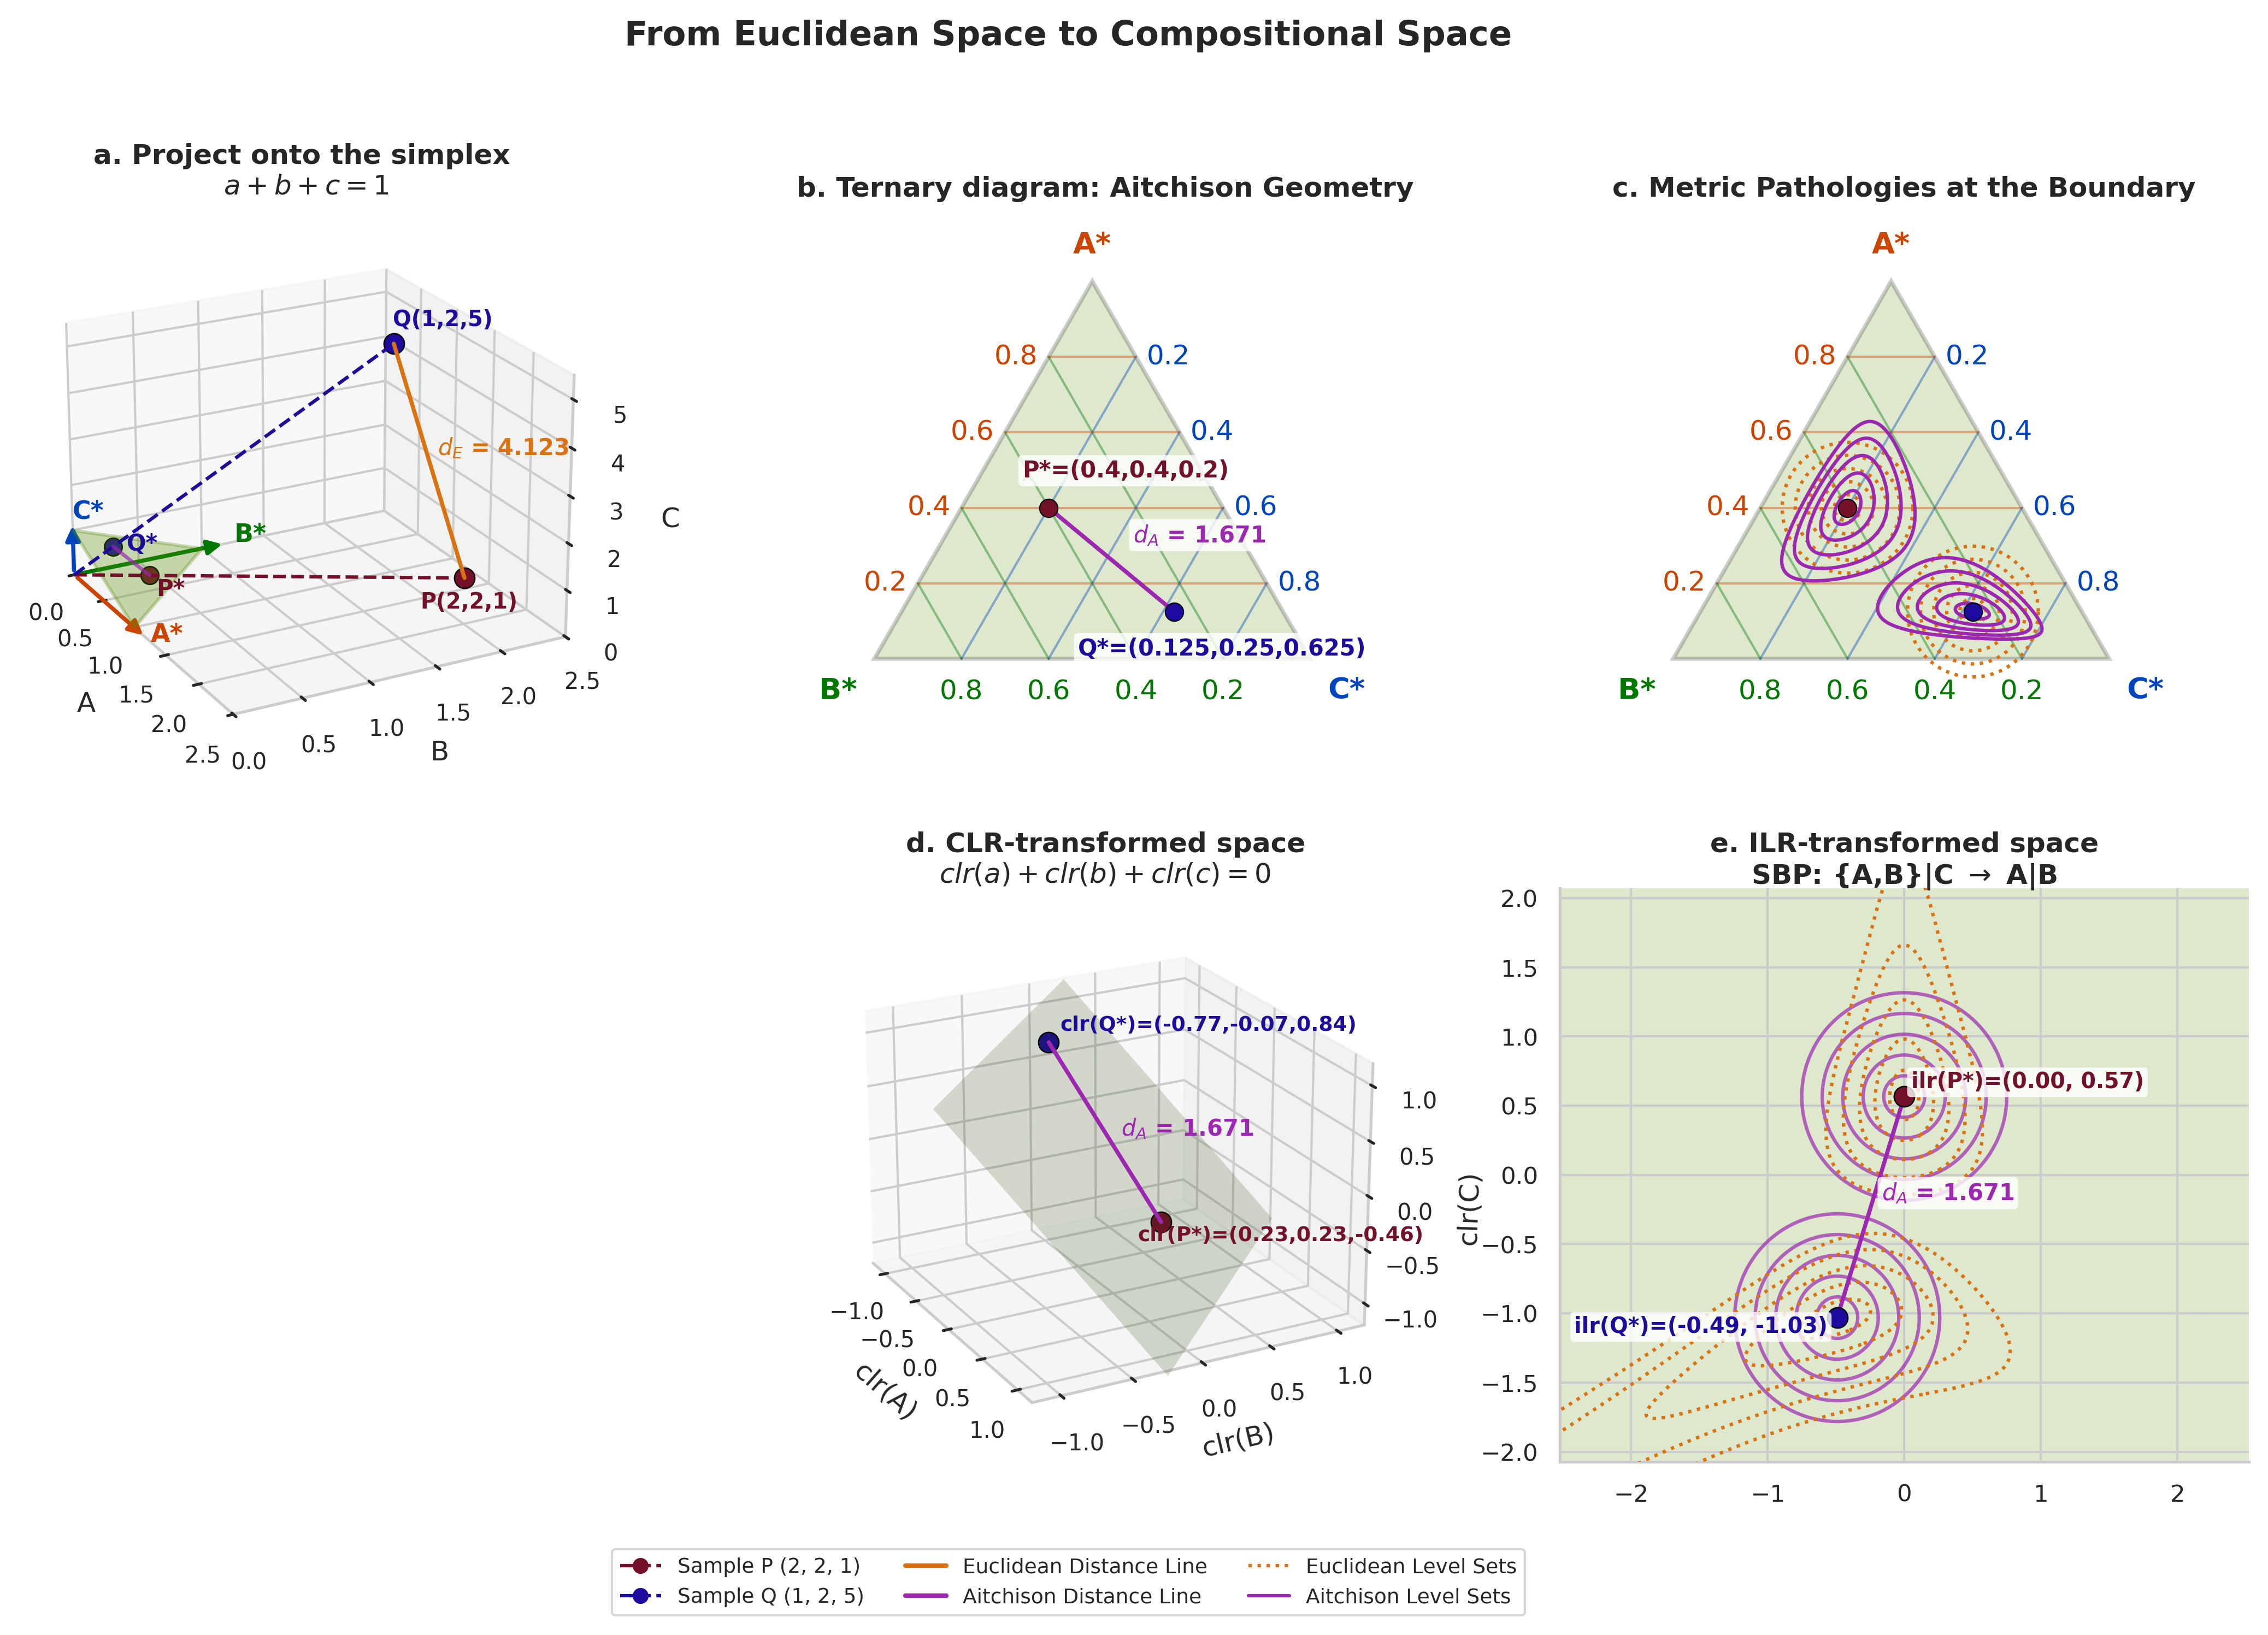 From Euclidean Space to Compositional Space
a. Project onto the simplex
a + b + c = 1
Q(1,2,5)
d_E = 4.123
C*
Q*
B*
P*
P(2,2,1)
A*
5
4
3
2
1
0
C
0.0
0.5
1.0
1.5
2.0
2.5
A
0.0
0.5
1.0
1.5
2.0
2.5
B
b. Ternary diagram: Aitchison Geometry
A*
0.8 0.2
0.6 0.4
P*=(0.4,0.4,0.2)
0.4 0.6
d_A = 1.671
0.2 0.8
Q*=(0.125,0.25,0.625)
B* 0.8 0.6 0.4 0.2 C*
c. Metric Pathologies at the Boundary
A*
0.8 0.2
0.6 0.4
0.4 0.6
0.2 0.8
B* 0.8 0.6 0.4 0.2 C*
d. CLR-transformed space
clr(a) + clr(b) + clr(c) = 0
clr(Q*)=(-0.77,-0.07,0.84)
d_A = 1.671
clr(P*)=(0.23,0.23,-0.46)
1.0
0.5
0.0
−0.5
−1.0
clr(C)
−1.0
−0.5
0.0
0.5
1.0
clr(A)
−1.0
−0.5
0.0
0.5
1.0
clr(B)
e. ILR-transformed space
SBP: {A,B}|C → A|B
2.0
1.5
1.0
0.5
0.0
−0.5
−1.0
−1.5
−2.0
ilr(P*)=(0.00, 0.57)
d_A = 1.671
ilr(Q*)=(-0.49, -1.03)
−2 −1 0 1 2
Sample P (2, 2, 1)
Sample Q (1, 2, 5)
Euclidean Distance Line
Aitchison Distance Line
Euclidean Level Sets
Aitchison Level Sets